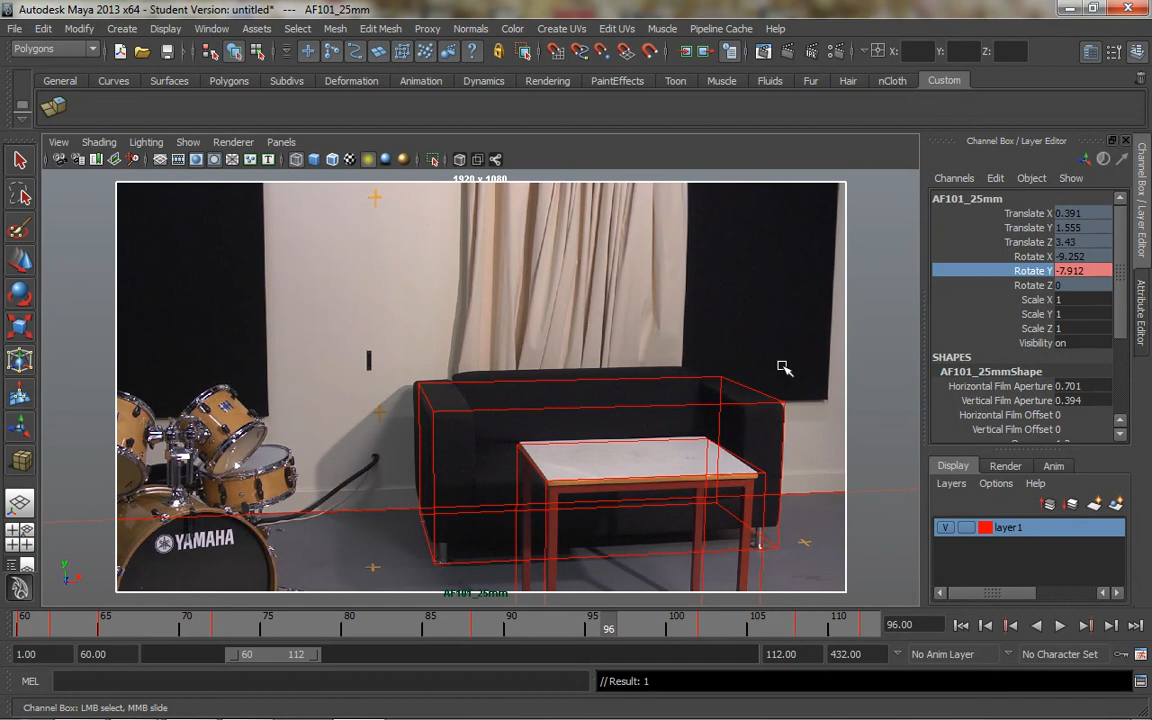 Autodesk Maya 2013 x64 - Student Version: untitled* --- AF101_25mm
File Edit Modify Create Display Window Assets Select Mesh Edit Mesh Proxy Normals Color Create UVs Edit UVs Muscle Pipeline Cache Help
Polygons X: Y: Z:
General Curves Surfaces Polygons Subdivs Deformation Animation Dynamics Rendering PaintEffects Toon Muscle Fluids Fur Hair nCloth Custom
View Shading Lighting Show Renderer Panels
1920 x 1080
YAMAHA
y
AF101_25mm
Channel Box / Layer Editor
Channels Edit Object Show
AF101_25mm
Translate X 0.391
Translate Y 1.555
Translate Z 3.43
Rotate X -9.252
Rotate Y -7.912
Rotate Z 0
Scale X 1
Scale Y 1
Scale Z 1
Visibility on
SHAPES
AF101_25mmShape
Horizontal Film Aperture 0.701
Vertical Film Aperture 0.394
Horizontal Film Offset 0
Vertical Film Offset 0
Display Render Anim
Layers Options Help
V layer1
Channel Box / Layer Editor
Attribute Editor
60 65 70 75 80 85 90 95 100 105 110
96
96.00
1.00 60.00 60 112 112.00 432.00 No Anim Layer No Character Set
MEL // Result: 1
Channel Box: LMB select, MMB slide